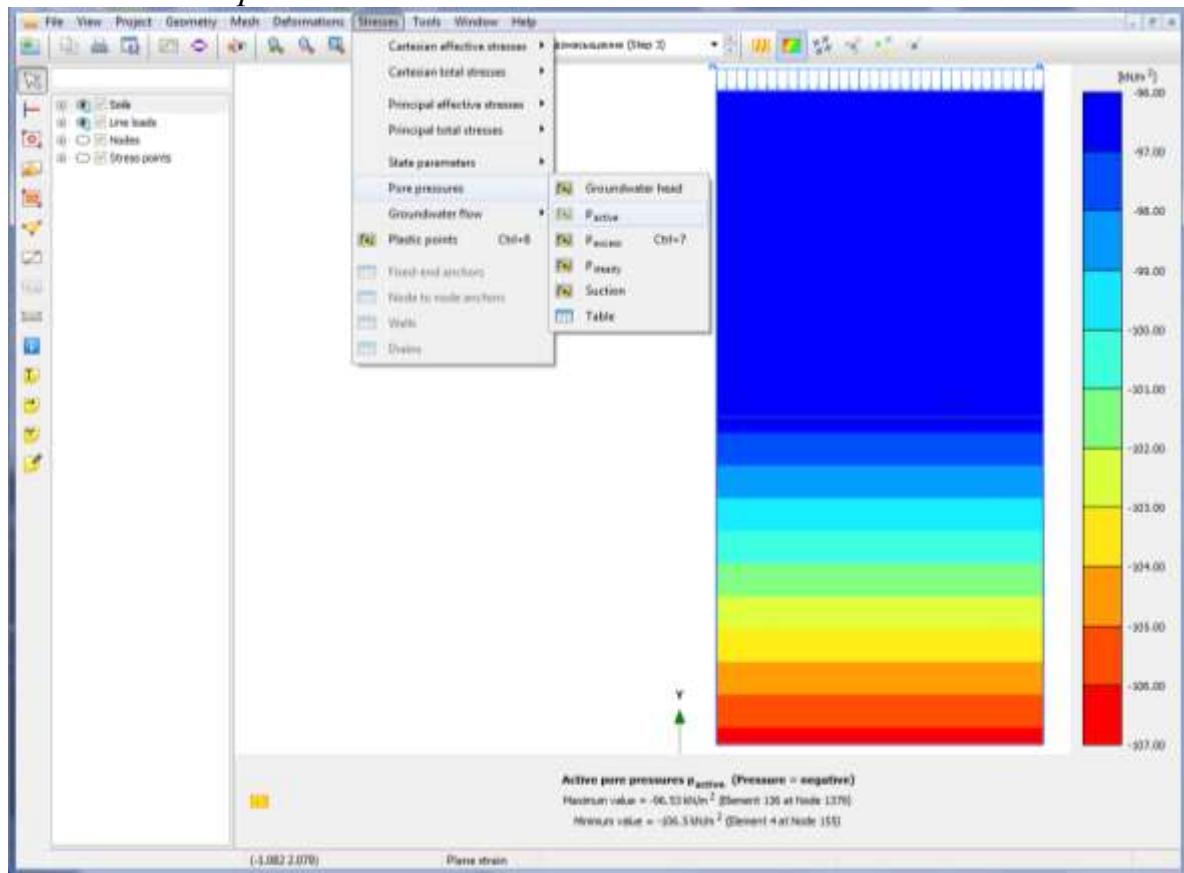 File View Project Geometry Mesh Deformations Stresses Tools Window Help
(Step 3)
Soils
Line loads
Nodes
Stress points
Cartesian effective stresses
Cartesian total stresses
Principal effective stresses
Principal total stresses
State parameters
Pore pressures
Groundwater flow
Plastic points Ctrl+8
Fixed-end anchors
Node to node anchors
Wells
Drains
Groundwater head
Pactive
Pexcess Ctrl+7
Psteady
Suction
Table
[kN/m²]
-96.00
-97.00
-98.00
-99.00
-100.00
-101.00
-102.00
-103.00
-104.00
-105.00
-106.00
-107.00
Y
Active pore pressures pactive (Pressure = negative)
Maximum value = -96.53 kN/m² (Element 136 at Node 1378)
Minimum value = -106.5 kN/m² (Element 4 at Node 155)
(-1.082 2.078) Plane strain